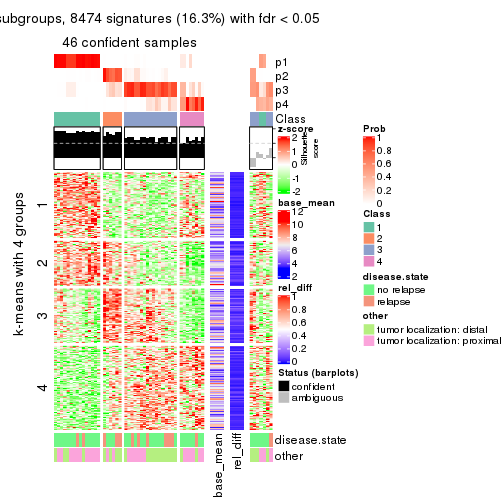 subgroups, 8474 signatures (16.3%) with fdr < 0.05
46 confident samples
p1
p2
p3
p4
Class
Silhouette
score
k-means with 4 groups
1
2
3
4
z-score
2
1
0
-1
-2
base_mean
12
10
8
6
4
2
rel_diff
1
0.8
0.6
0.4
0.2
0
Status (barplots)
confident
ambiguous
disease.state
other
base_mean
rel_diff
Prob
1
0.8
0.6
0.4
0.2
0
Class
1
2
3
4
disease.state
no relapse
relapse
other
tumor localization: distal
tumor localization: proximal